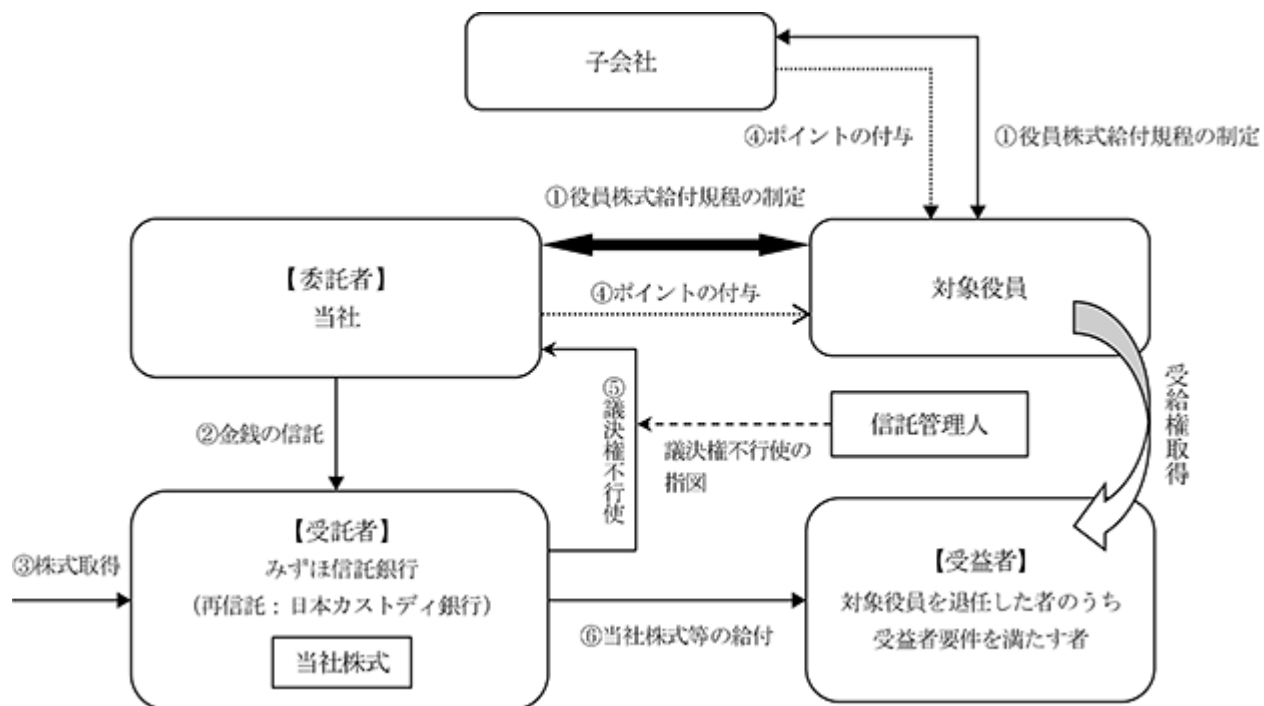 子会社
④ポイントの付与
①役員株式給付規程の制定
①役員株式給付規程の制定
【委託者】
当社
④ポイントの付与
対象役員
②金銭の信託
⑤議決権不行使
議決権不行使の
指図
信託管理人
受給権取得
③株式取得
【受託者】
みずほ信託銀行
(再信託：日本カストディ銀行)
当社株式
⑥当社株式等の給付
【受益者】
対象役員を退任した者のうち
受益者要件を満たす者